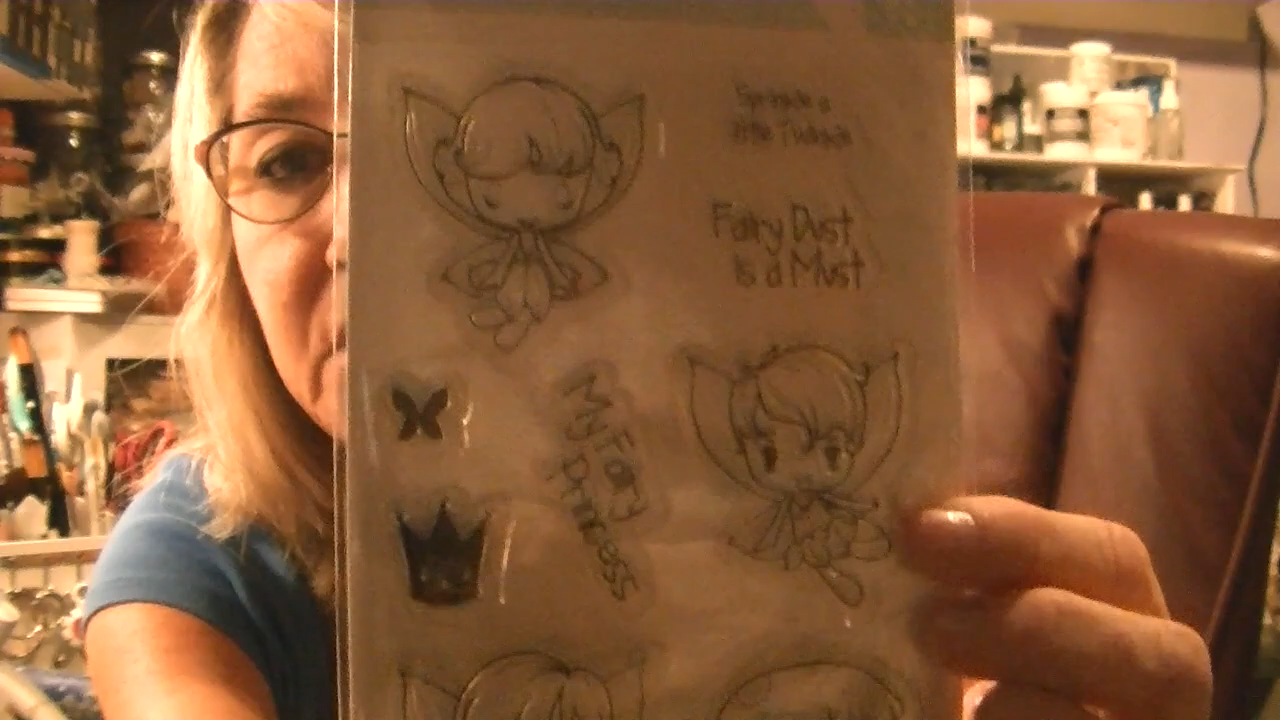 Sprinkle a
little Twinkle
Fairy Dust
is a Must
My Fairy
Princess